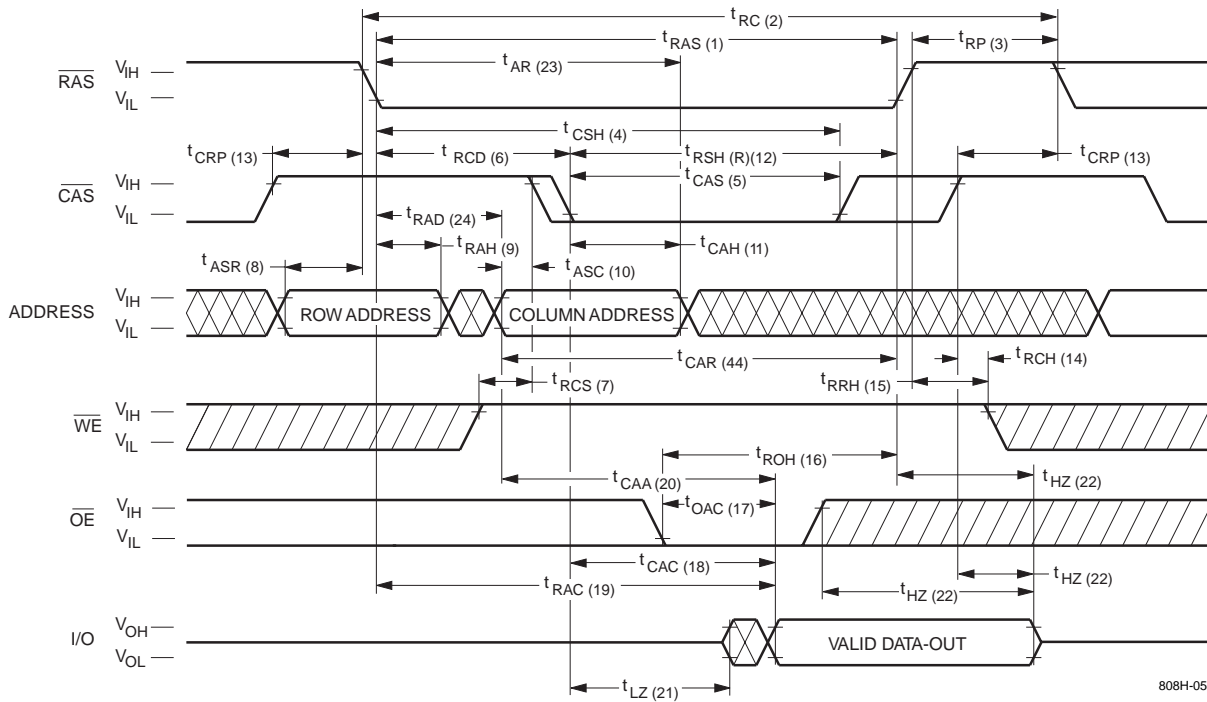 tRC (2)
tRAS (1)
tRP (3)
tAR (23)
RAS
VIH
VIL
tCSH (4)
tCRP (13)
tRCD (6)
tRSH (R)(12)
tCRP (13)
tCAS (5)
CAS
VIH
VIL
tRAD (24)
tRAH (9)
tCAH (11)
tASR (8)
tASC (10)
ADDRESS
VIH
VIL
ROW ADDRESS
COLUMN ADDRESS
tCAR (44)
tRCH (14)
tRCS (7)
tRRH (15)
WE
VIH
VIL
tROH (16)
tCAA (20)
tHZ (22)
tOAC (17)
OE
VIH
VIL
tCAC (18)
tHZ (22)
tRAC (19)
tHZ (22)
I/O
VOH
VOL
VALID DATA-OUT
tLZ (21)
808H-05